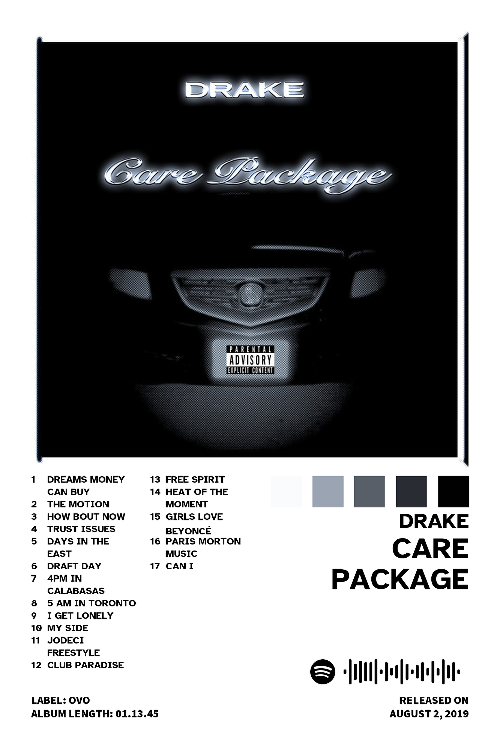 DRAKE
Care Package
PARENTAL
ADVISORY
EXPLICIT CONTENT
1 DREAMS MONEY
CAN BUY
2 THE MOTION
3 HOW BOUT NOW
4 TRUST ISSUES
5 DAYS IN THE
EAST
6 DRAFT DAY
7 4PM IN
CALABASAS
8 5 AM IN TORONTO
9 I GET LONELY
10 MY SIDE
11 JODECI
FREESTYLE
12 CLUB PARADISE
13 FREE SPIRIT
14 HEAT OF THE
MOMENT
15 GIRLS LOVE
BEYONCÉ
16 PARIS MORTON
MUSIC
17 CAN I
DRAKE
CARE
PACKAGE
LABEL: OVO
ALBUM LENGTH: 01.13.45
RELEASED ON
AUGUST 2, 2019